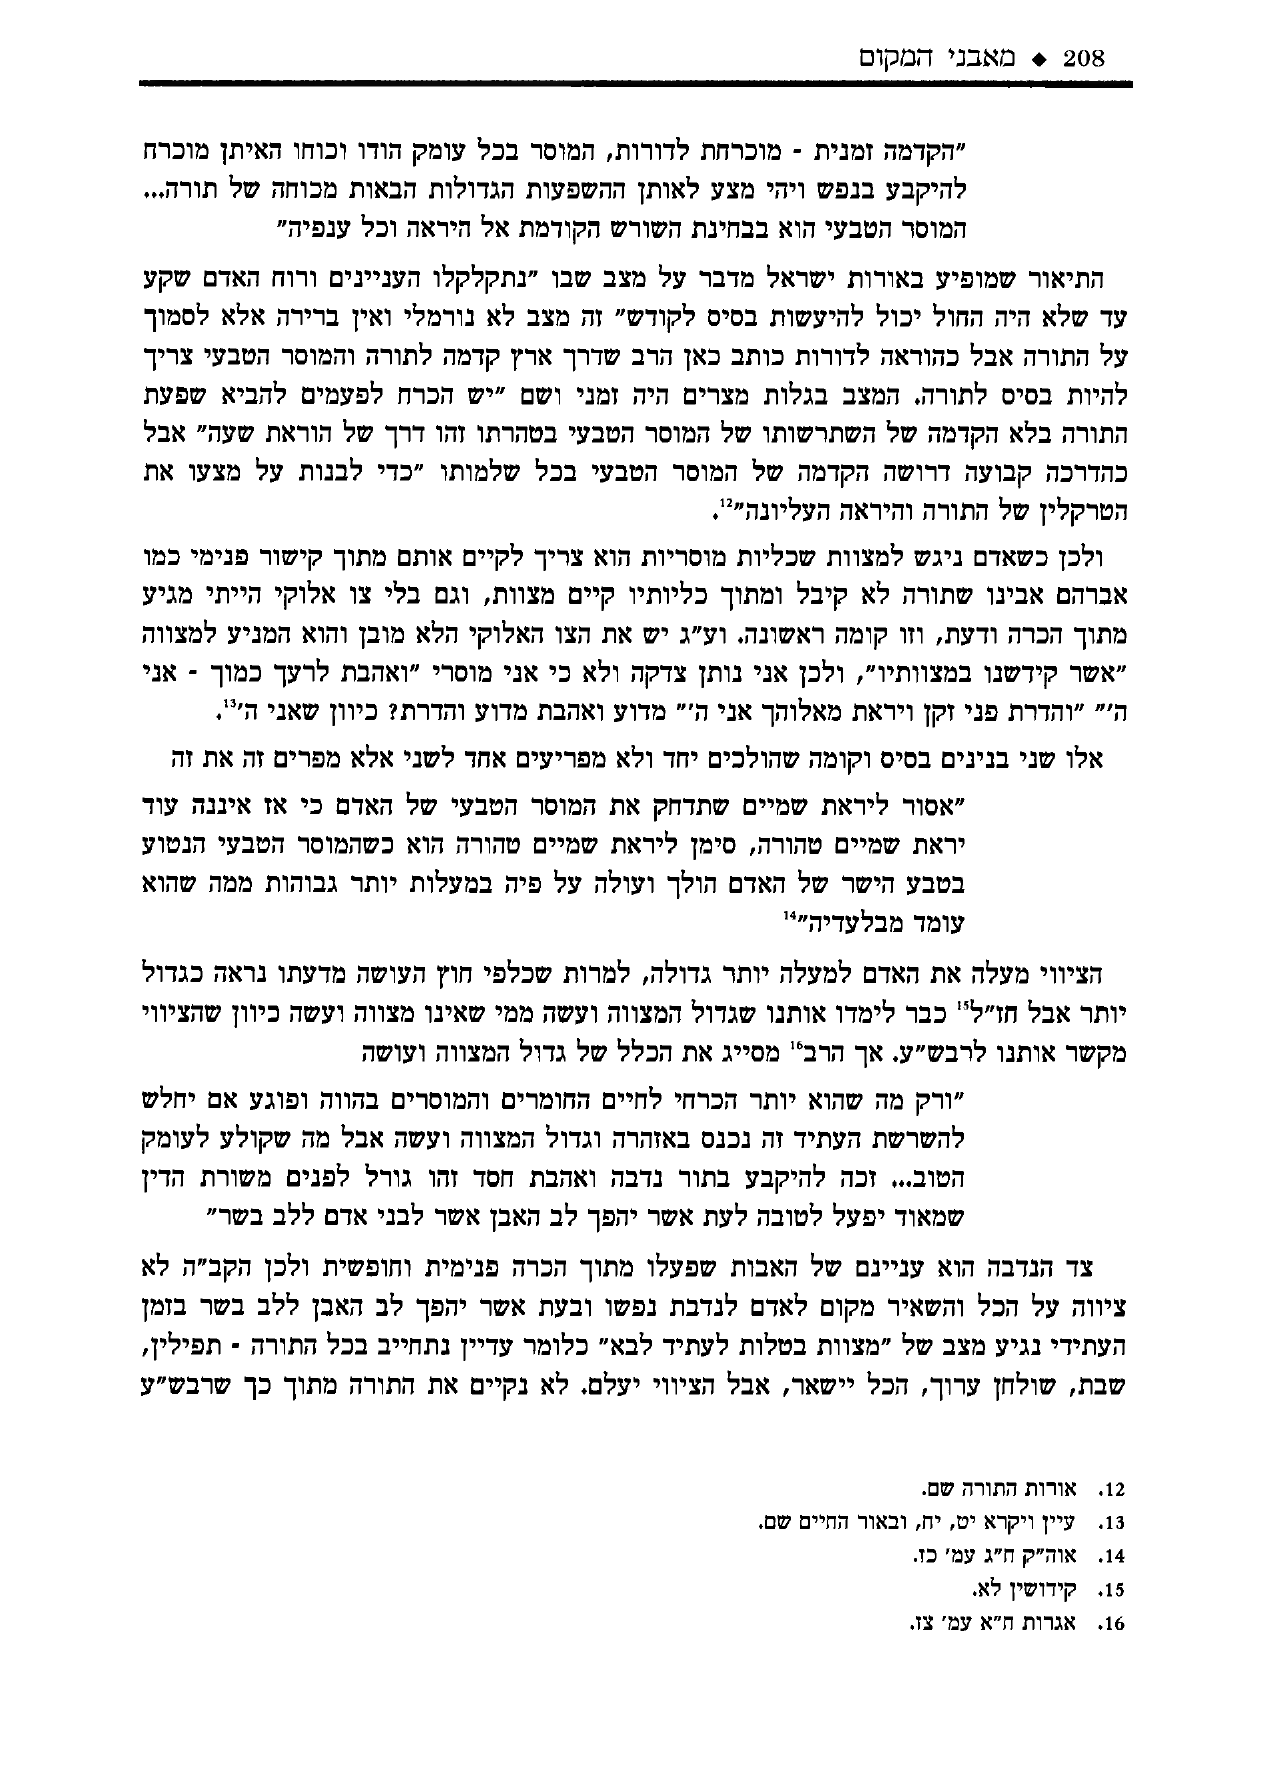 208 ◆ מאבני המקום
"הקדמה זמנית - מוכרחת לדורות, המוסר בכל עומק הודו וכוחו האיתן מוכרח
להיקבע בנפש ויהי מצע לאותן ההשפעות הגדולות הבאות מכוחה של תורה...
המוסר הטבעי הוא בבחינת השורש הקודמת אל היראה וכל ענפיה"
התיאור שמופיע באורות ישראל מדבר על מצב שבו "נתקלקלו העניינים ורוח האדם שקע
עד שלא היה החול יכול להיעשות בסיס לקודש" זה מצב לא נורמלי ואין ברירה אלא לסמוך
על התורה אבל כהוראה לדורות כותב כאן הרב שדרך ארץ קדמה לתורה והמוסר הטבעי צריך
להיות בסיס לתורה. המצב בגלות מצרים היה זמני ושם "יש הכרח לפעמים להביא שפעת
התורה בלא הקדמה של השתרשותו של המוסר הטבעי בטהרתו זהו דרך של הוראת שעה" אבל
כהדרכה קבועה דרושה הקדמה של המוסר הטבעי בכל שלמותו "כדי לבנות על מצעו את
הטרקלין של התורה והיראה העליונה"12.
ולכן כשאדם ניגש למצוות שכליות מוסריות הוא צריך לקיים אותם מתוך קישור פנימי כמו
אברהם אבינו שתורה לא קיבל ומתוך כליותיו קיים מצוות, וגם בלי צו אלוקי הייתי מגיע
מתוך הכרה ודעת, וזו קומה ראשונה. וע"ג יש את הצו האלוקי הלא מובן והוא המניע למצווה
"אשר קידשנו במצוותיו", ולכן אני נותן צדקה ולא כי אני מוסרי "ואהבת לרעך כמוך - אני
ה'" "והדרת פני זקן ויראת מאלוהך אני ה'" מדוע ואהבת מדוע והדרת? כיוון שאני ה'13.
אלו שני בנינים בסיס וקומה שהולכים יחד ולא מפריעים אחד לשני אלא מפרים זה את זה
"אסור ליראת שמיים שתדחק את המוסר הטבעי של האדם כי אז איננה עוד
יראת שמיים טהורה, סימן ליראת שמיים טהורה הוא כשהמוסר הטבעי הנטוע
בטבע הישר של האדם הולך ועולה על פיה במעלות יותר גבוהות ממה שהוא
עומד מבלעדיה"14
הציווי מעלה את האדם למעלה יותר גדולה, למרות שכלפי חוץ העושה מדעתו נראה כגדול
יותר אבל חז"ל15 כבר לימדו אותנו שגדול המצווה ועשה ממי שאינו מצווה ועשה כיוון שהציווי
מקשר אותנו לרבש"ע. אך הרב16 מסייג את הכלל של גדול המצווה ועושה
"ורק מה שהוא יותר הכרחי לחיים החומרים והמוסרים בהווה ופוגע אם יחלש
להשרשת העתיד זה נכנס באזהרה וגדול המצווה ועשה אבל מה שקולע לעומק
הטוב... זכה להיקבע בתור נדבה ואהבת חסד זהו גורל לפנים משורת הדין
שמאוד יפעל לטובה לעת אשר יהפך לב האבן אשר לבני אדם ללב בשר"
צד הנדבה הוא עניינם של האבות שפעלו מתוך הכרה פנימית וחופשית ולכן הקב"ה לא
ציווה על הכל והשאיר מקום לאדם לנדבת נפשו ובעת אשר יהפך לב האבן ללב בשר בזמן
העתידי נגיע מצב של "מצוות בטלות לעתיד לבא" כלומר עדיין נתחייב בכל התורה - תפילין,
שבת, שולחן ערוך, הכל יישאר, אבל הציווי יעלם. לא נקיים את התורה מתוך כך שרבש"ע
12. אורות התורה שם.
13. עיין ויקרא יט, יח, ובאור החיים שם.
14. אוה"ק ח"ג עמ' כז.
15. קידושין לא.
16. אגרות ח"א עמ' צז.